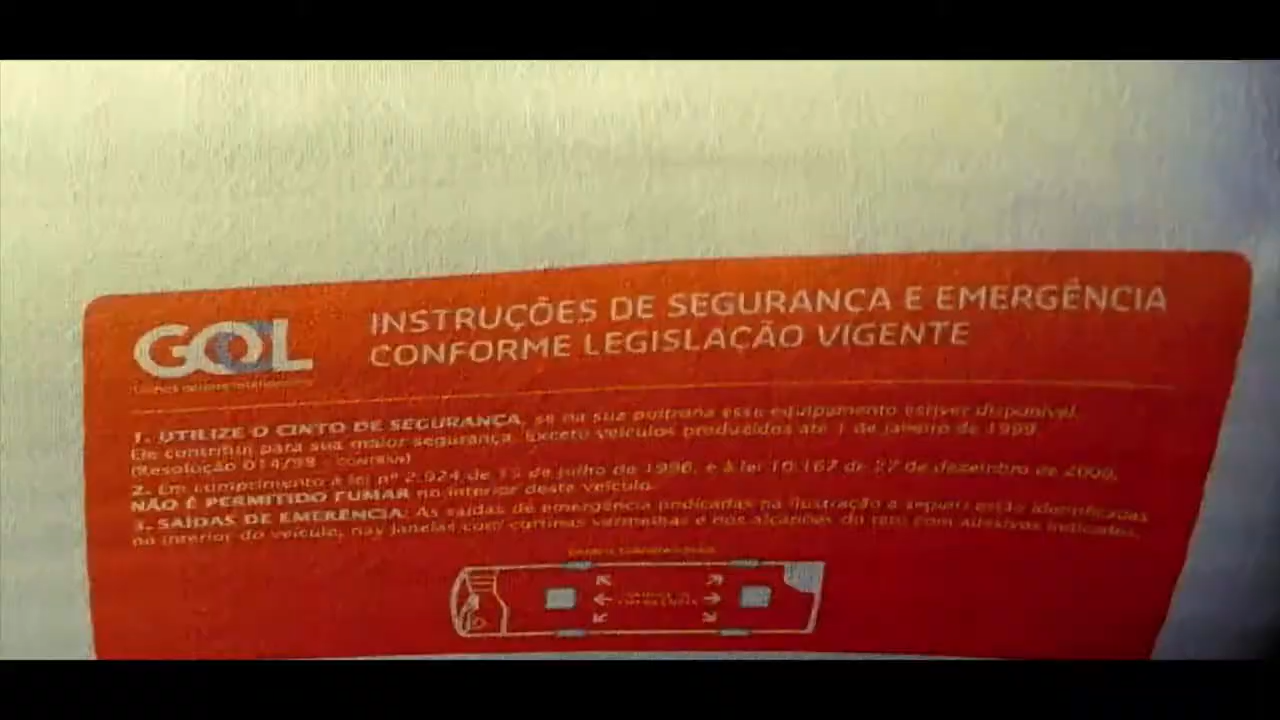 GOL
INSTRUÇÕES DE SEGURANÇA E EMERGÊNCIA
CONFORME LEGISLAÇÃO VIGENTE
1. UTILIZE O CINTO DE SEGURANÇA, se na sua poltrona esse equipamento estiver disponível.
Ele contribui para sua maior segurança. Exceto veículos produzidos até 1 de janeiro de 1999
(Resolução 014/98 - CONTRAN)
2. Em cumprimento à lei nº 2.924 de 15 de julho de 1996, e à lei 10.167 de 27 de dezembro de 2000,
NÃO É PERMITIDO FUMAR no interior deste veículo.
3. SAÍDAS DE EMERÊNCIA: As saídas de emergência indicadas na ilustração a seguir estão identificadas
no interior do veículo, nas janelas com cortinas vermelhas e nos alçapões do teto com adesivos indicados.